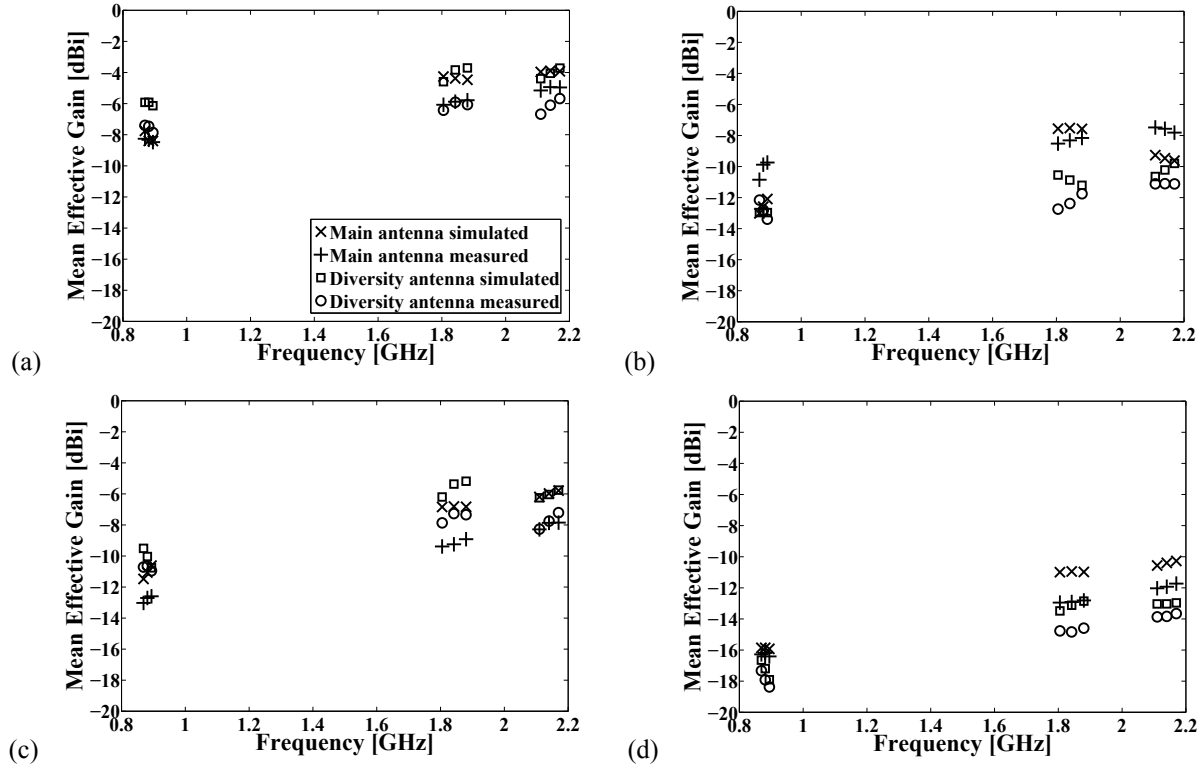 0
−2
−4
−6
−8
−10
−12
−14
−16
−18
−20
0.8 1 1.2 1.4 1.6 1.8 2 2.2
Mean Effective Gain [dBi]
Frequency [GHz]
Main antenna simulated
Main antenna measured
Diversity antenna simulated
Diversity antenna measured
(a)
0
−2
−4
−6
−8
−10
−12
−14
−16
−18
−20
0.8 1 1.2 1.4 1.6 1.8 2 2.2
Mean Effective Gain [dBi]
Frequency [GHz]
(b)
0
−2
−4
−6
−8
−10
−12
−14
−16
−18
−20
0.8 1 1.2 1.4 1.6 1.8 2 2.2
Mean Effective Gain [dBi]
Frequency [GHz]
(c)
0
−2
−4
−6
−8
−10
−12
−14
−16
−18
−20
0.8 1 1.2 1.4 1.6 1.8 2 2.2
Mean Effective Gain [dBi]
Frequency [GHz]
(d)